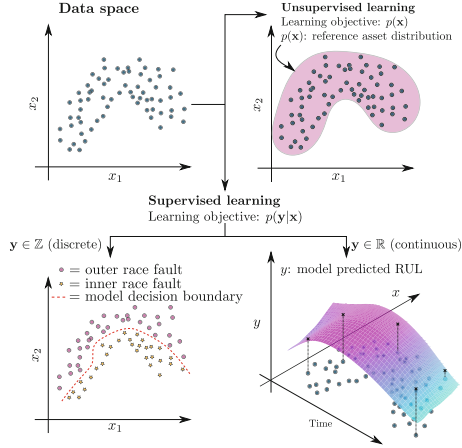 Data space
x₂
x₁
Unsupervised learning
Learning objective: p(x)
p(x): reference asset distribution
x₂
x₁
Supervised learning
Learning objective: p(y|x)
y ∈ ℤ (discrete)
= outer race fault
= inner race fault
= model decision boundary
x₂
x₁
y ∈ ℝ (continuous)
y: model predicted RUL
x
y
Time